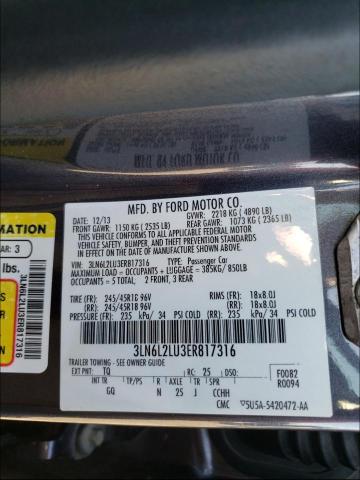 MFD. BY FORD MOTOR CO.
DATE: 12/13 GVWR: 2218 KG ( 4890 LB)
FRONT GAWR: 1150 KG ( 2535 LB) REAR GAWR: 1073 KG ( 2365 LB)
THIS VEHICLE CONFORMS TO ALL APPLICABLE FEDERAL MOTOR
VEHICLE SAFETY, BUMPER, AND THEFT PREVENTION STANDARDS IN
EFFECT ON THE DATE OF MANUFACTURE SHOWN ABOVE.
VIN: 3LN6L2LU3ER817316 TYPE: Passenger Car
MAXIMUM LOAD = OCCUPANTS + LUGGAGE = 385KG/ 850LB
OCCUPANTS = 5 TOTAL 2 FRONT, 3 REAR
TIRE (FR): 245/45R18 96V RIMS (FR): 18x8.0J
TIRE (RR): 245/45R18 96V RIMS (RR): 18x8.0J
PRESSURE (FR): 235 kPa/ 34 PSI COLD (RR): 235 kPa/ 34 PSI COLD
3LN6L2LU3ER817316
TRAILER TOWING - SEE OWNER GUIDE
EXT PNT: TQ RC: 25 DSO: F0082
INT TR TP/PS R AXLE TR R0094
GQ N 25 J
CMC 5U5A-5420472-AA
AR: 3
lbs.
3LN6L2LU3ER817316